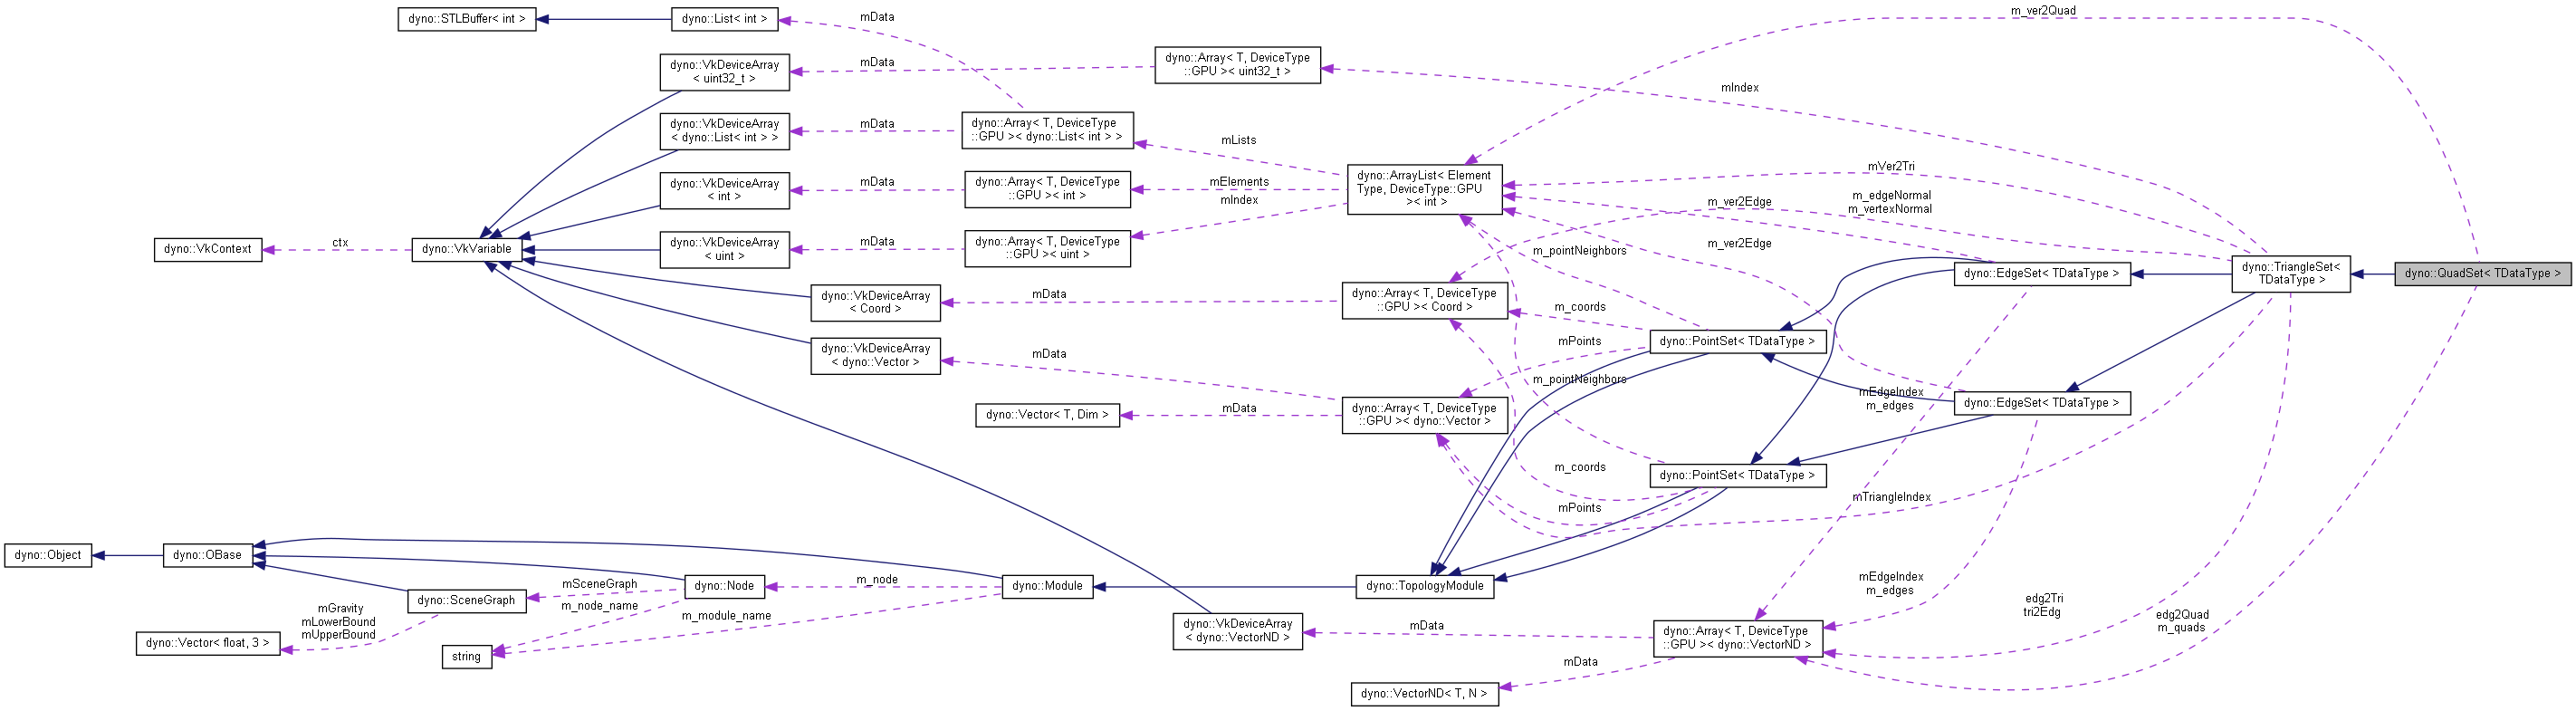 dyno::STLBuffer< int >
dyno::List< int >
mData
m_ver2Quad
dyno::VkDeviceArray
< uint32_t >
mData
dyno::Array< T, DeviceType
::GPU >< uint32_t >
mIndex
dyno::VkDeviceArray
< dyno::List< int > >
mData
dyno::Array< T, DeviceType
::GPU >< dyno::List< int > >
mLists
dyno::VkDeviceArray
< int >
mData
dyno::Array< T, DeviceType
::GPU >< int >
mElements
mIndex
dyno::ArrayList< Element
Type, DeviceType::GPU
>< int >
mVer2Tri
m_ver2Edge
m_edgeNormal
m_vertexNormal
dyno::VkContext
ctx
dyno::VkVariable
dyno::VkDeviceArray
< uint >
mData
dyno::Array< T, DeviceType
::GPU >< uint >
m_pointNeighbors
m_ver2Edge
dyno::EdgeSet< TDataType >
dyno::TriangleSet<
TDataType >
dyno::QuadSet< TDataType >
dyno::VkDeviceArray
< Coord >
mData
dyno::Array< T, DeviceType
::GPU >< Coord >
m_coords
dyno::VkDeviceArray
< dyno::Vector >
mData
mPoints
dyno::PointSet< TDataType >
m_pointNeighbors
dyno::Vector< T, Dim >
mData
dyno::Array< T, DeviceType
::GPU >< dyno::Vector >
mEdgeIndex
m_edges
dyno::EdgeSet< TDataType >
m_coords
dyno::PointSet< TDataType >
mPoints
mTriangleIndex
dyno::Object
dyno::OBase
mSceneGraph
m_node_name
dyno::Node
m_node
dyno::Module
dyno::TopologyModule
mEdgeIndex
m_edges
mGravity
mLowerBound
mUpperBound
dyno::SceneGraph
m_module_name
edg2Tri
tri2Edg
edg2Quad
m_quads
dyno::Vector< float, 3 >
string
dyno::VkDeviceArray
< dyno::VectorND >
mData
dyno::Array< T, DeviceType
::GPU >< dyno::VectorND >
mData
dyno::VectorND< T, N >